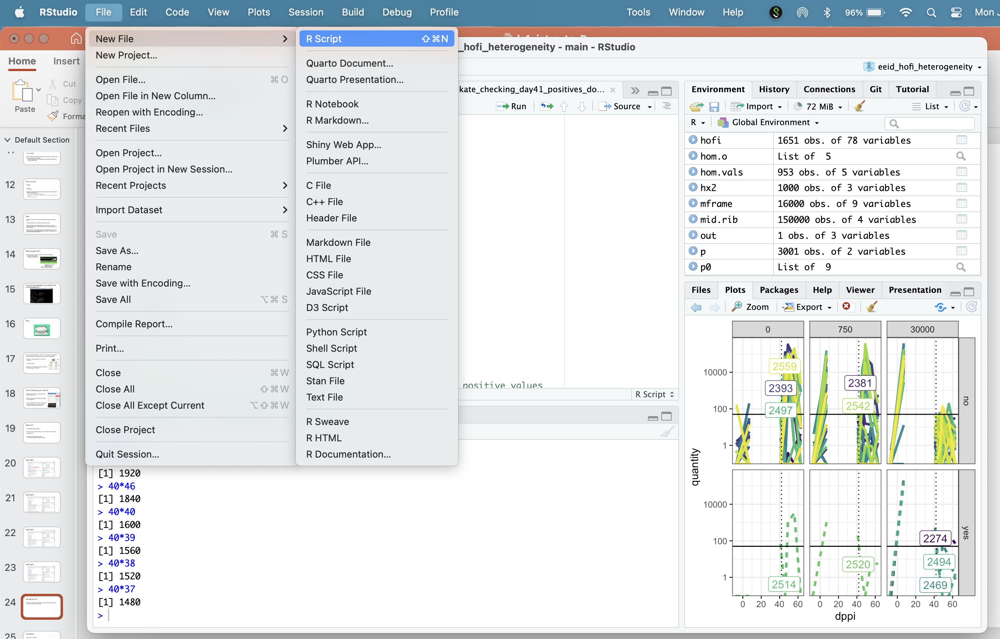 RStudio File Edit Code View Plots Session Build Debug Profile Tools Window Help 96% Mon
_hofi_heterogeneity - main - RStudio
Home Insert
Paste
Cut
Copy
Forma
Default Section
12
13
14
15
16
17
18
19
20
21
22
23
24
25
New File
New Project...
Open File... ⌘ O
Open File in New Column...
Reopen with Encoding...
Recent Files
Open Project...
Open Project in New Session...
Recent Projects
Import Dataset
Save ⌘ S
Save As...
Rename
Save with Encoding...
Save All ⌥⌘ S
Compile Report...
Print...
Close ⌘W
Close All ⇧⌘W
Close All Except Current ⌥⇧⌘W
Close Project
Quit Session...
R Script ⇧⌘N
Quarto Document...
Quarto Presentation...
R Notebook
R Markdown...
Shiny Web App...
Plumber API...
C File
C++ File
Header File
Markdown File
HTML File
CSS File
JavaScript File
D3 Script
Python Script
Shell Script
SQL Script
Stan File
Text File
R Sweave
R HTML
R Documentation...
kate_checking_day41_positives_do...
Run Source
positive values
R Script
[1] 1920
> 40*46
[1] 1840
> 40*40
[1] 1600
> 40*39
[1] 1560
> 40*38
[1] 1520
> 40*37
[1] 1480
>
eeid_hofi_heterogeneity
Environment History Connections Git Tutorial
Import 72 MiB List
R Global Environment
hofi 1651 obs. of 78 variables
hom.o List of 5
hom.vals 953 obs. of 5 variables
hx2 1000 obs. of 3 variables
mframe 16000 obs. of 9 variables
mid.rib 150000 obs. of 4 variables
out 1 obs. of 3 variables
p 3001 obs. of 2 variables
p0 List of 9
Files Plots Packages Help Viewer Presentation
Zoom Export
0 750 30000
10000
100
1
2559
2393
2497
2381
2542
no
quantity
10000
100
1
2514
2520
2274
2494
2469
yes
0 20 40 60 0 20 40 60 0 20 40 60
dppi